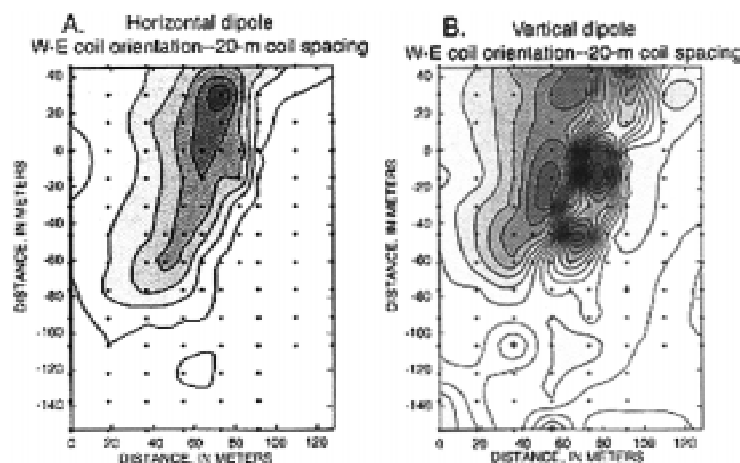 A. Horizontal dipole
W-E coil orientation--20-m coil spacing
B. Vertical dipole
W-E coil orientation--20-m coil spacing
40
20
0
-20
-40
-60
-80
-100
-120
-140
DISTANCE, IN METERS
0 20 40 60 80 100 120
DISTANCE, IN METERS
40
20
0
-20
-40
-60
-80
-100
-120
-140
DISTANCE, IN METERS
0 20 40 60 80 100 120
DISTANCE, IN METERS